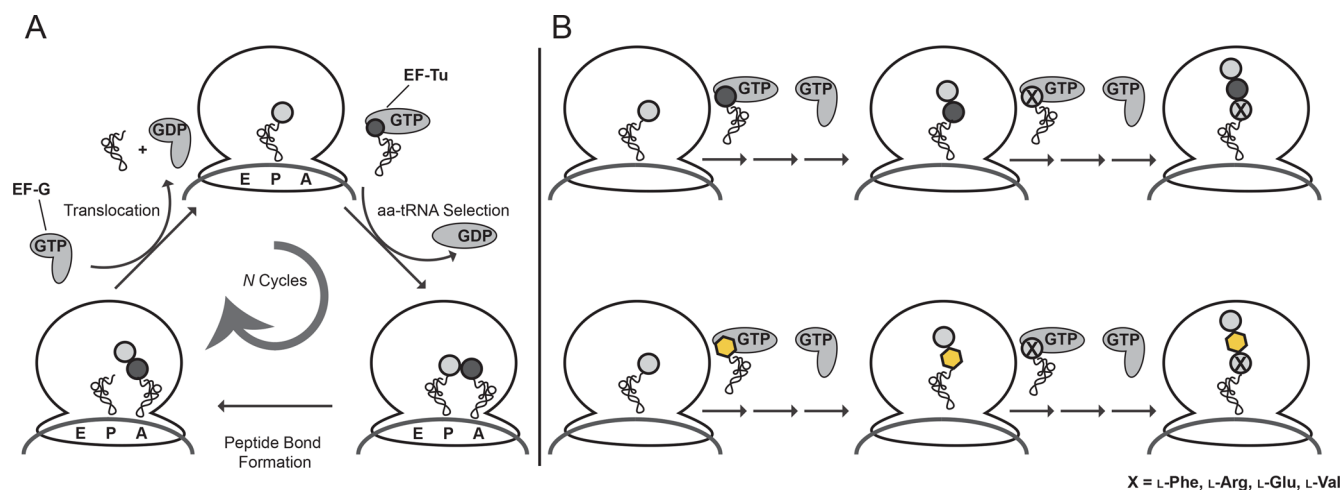 A
B
EF-Tu
GTP
GDP
+
E P A
EF-G
Translocation
aa-tRNA Selection
GTP
GDP
N Cycles
E P A
E P A
Peptide Bond
Formation
GTP
GTP
X
GTP
GTP
X
GTP
GTP
X
GTP
GTP
X
X = L-Phe, L-Arg, L-Glu, L-Val